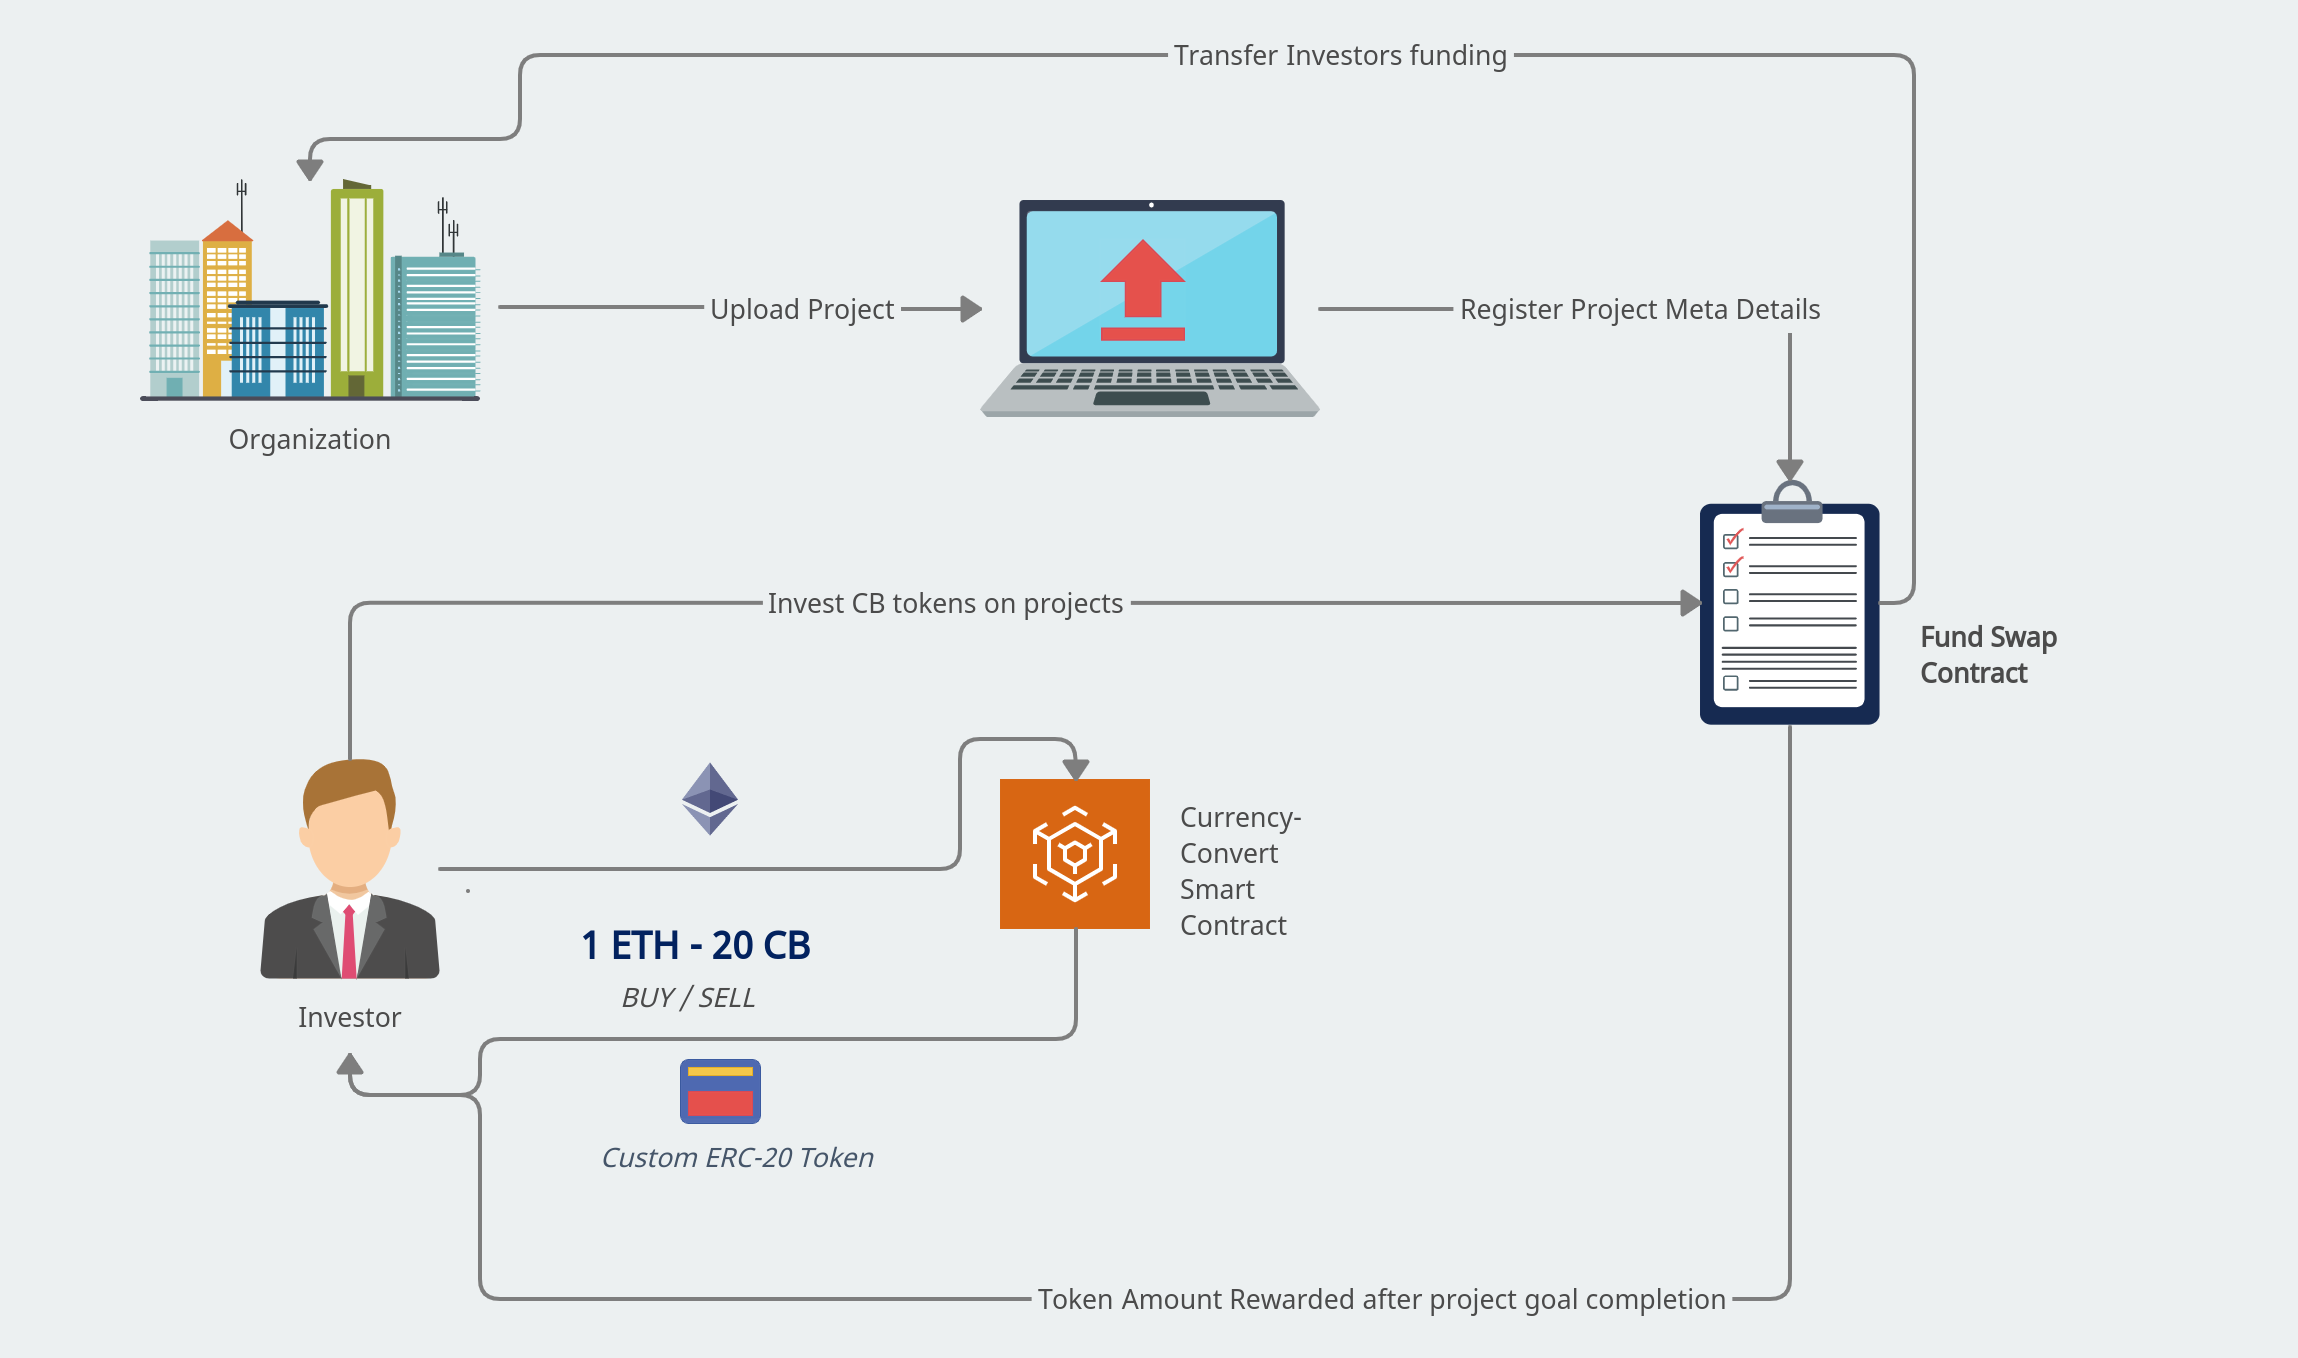 Transfer Investors funding
Upload Project
Register Project Meta Details
Organization
Invest CB tokens on projects
Fund Swap
Contract
Currency-
Convert
Smart
Contract
1 ETH - 20 CB
BUY / SELL
Investor
Custom ERC-20 Token
Token Amount Rewarded after project goal completion